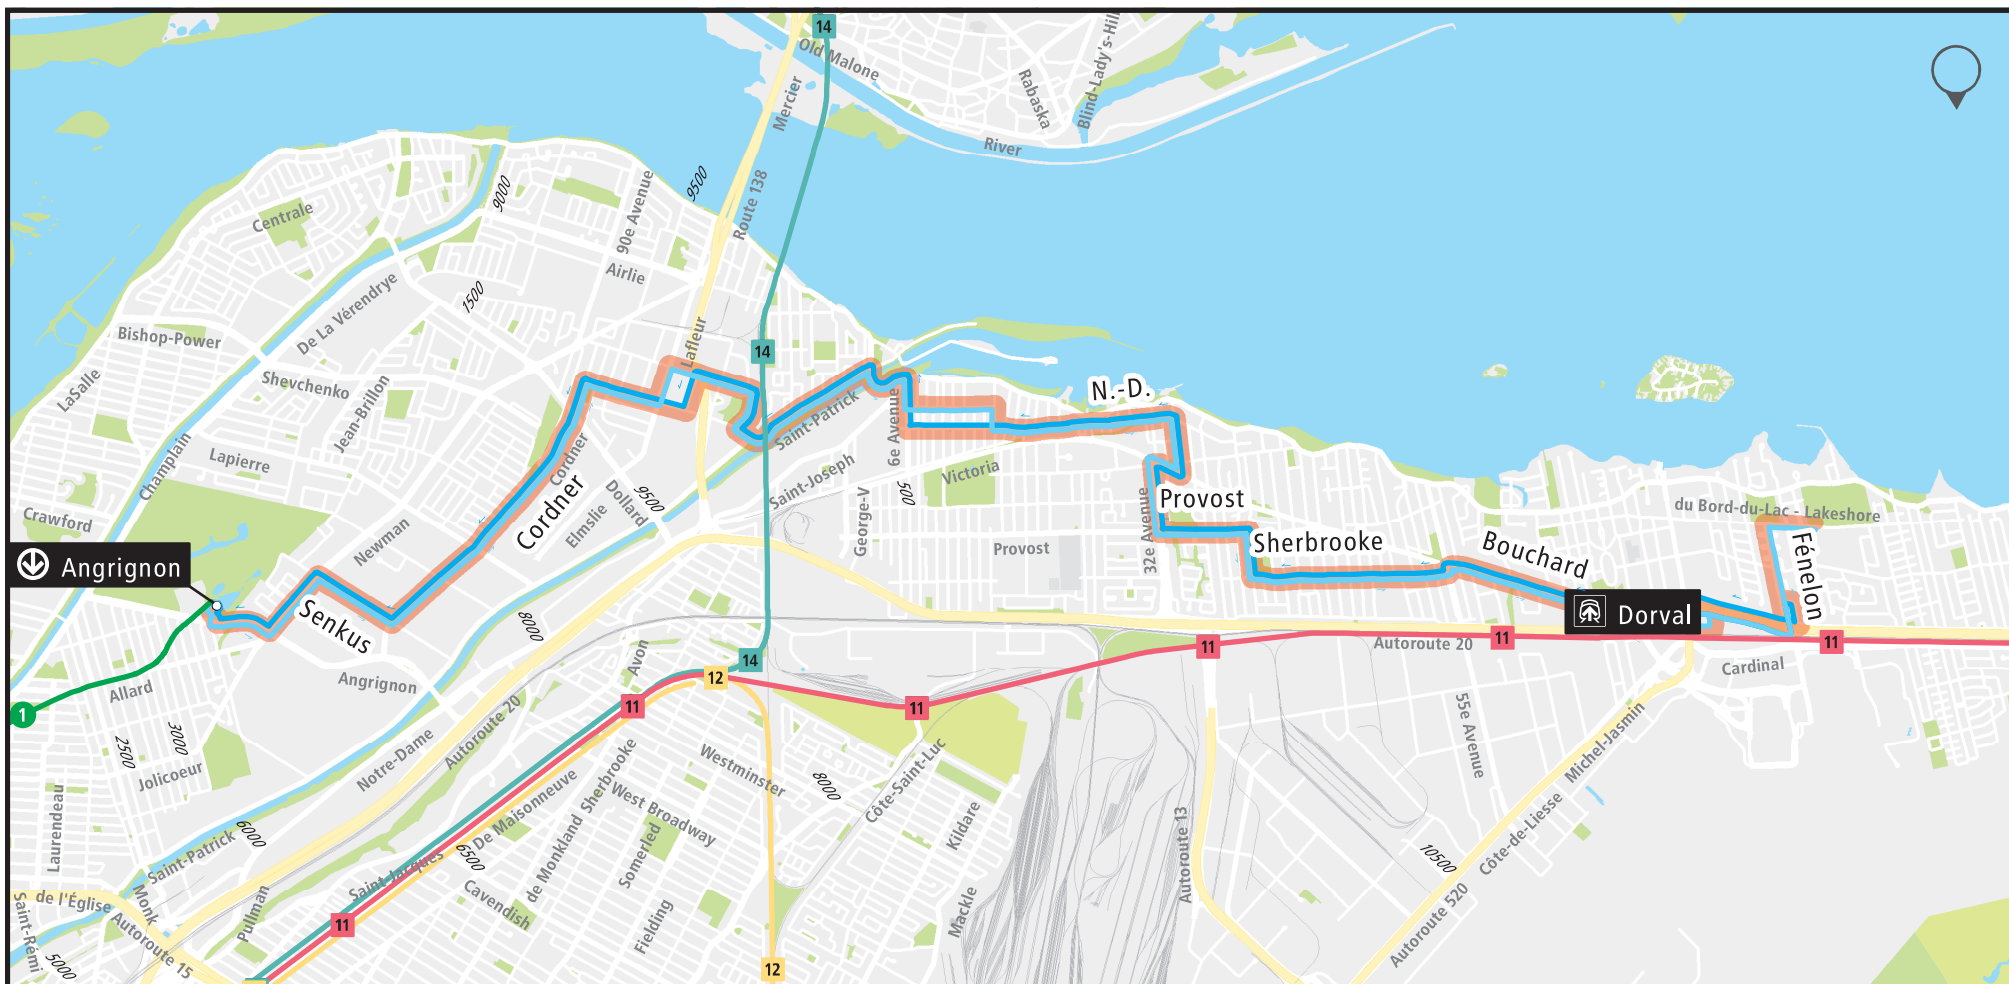 14
Old Malone
Mercier
Rabaska
Blind-Lady's-Hill
River
9500
Route 138
9000
90e Avenue
Centrale
Airlie
1500
De La Vérendrye
Bishop-Power
Lafleur
14
Shevchenko
LaSalle
Jean-Brillon
N.-D.
Saint-Patrick
6e Avenue
Cordner
Lapierre
Champlain
Saint-Joseph
Victoria
500
Provost
du Bord-du-Lac - Lakeshore
Crawford
Newman
Cordner
Elmslie
Dollard
9500
George-V
Provost
32e Avenue
Sherbrooke
Bouchard
Fénelon
Angrignon
Senkus
8000
Dorval
11
Autoroute 20
11
11
Cardinal
Avon
14
12
Angrignon
Allard
1
11
11
3000
2500
Jolicoeur
Notre-Dame
Autoroute 20
55e Avenue
Michel-Jasmin
Westminster
8000
Côte-Saint-Luc
Sherbrooke
De Maisonneuve
West Broadway
de Monkland
Somerled
Kildare
Autoroute 13
Côte-de-Liesse
10500
Laurendeau
6000
Saint-Patrick
6500
Saint-Jacques
Cavendish
Fielding
Mackle
Autoroute 520
de l'Église
Monk
Pullman
Autoroute 15
Saint-Rémi
5000
11
12